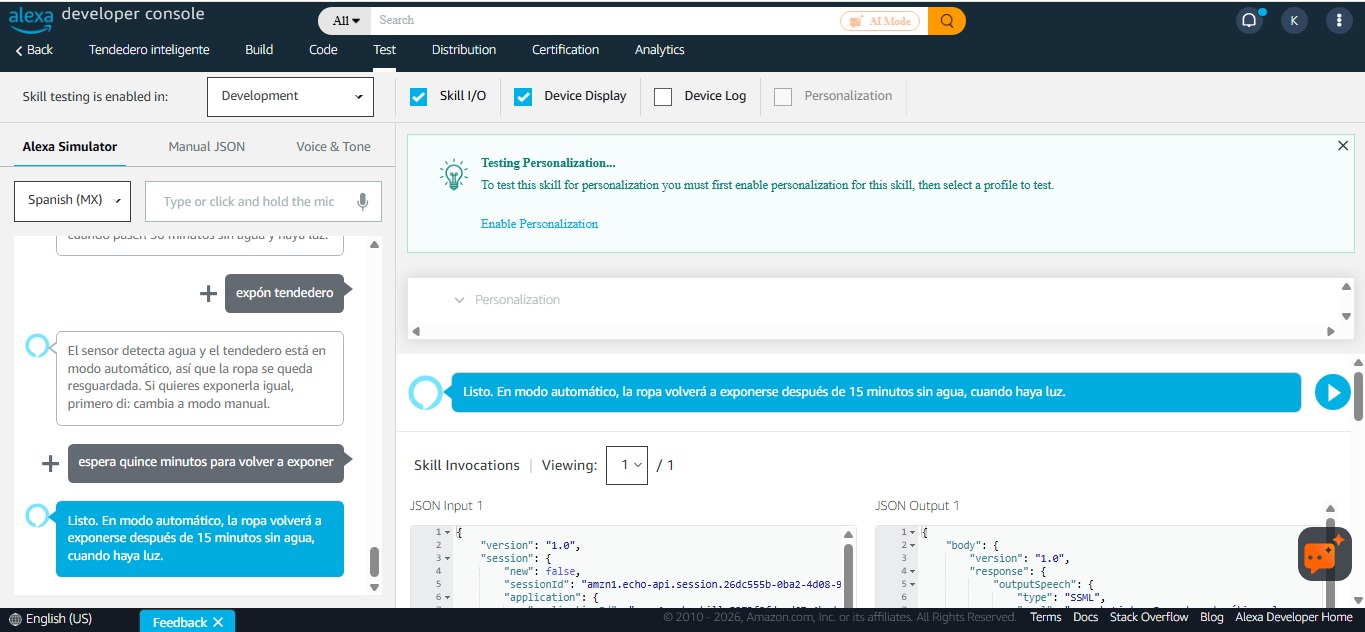 alexa developer console
All
Search
AI Mode
K
Back
Tendedero inteligente
Build
Code
Test
Distribution
Certification
Analytics
Skill testing is enabled in:
Development
Skill I/O
Device Display
Device Log
Personalization
Alexa Simulator
Manual JSON
Voice & Tone
Spanish (MX)
Type or click and hold the mic
cuando pasen 30 minutos sin agua y haya luz.
expón tendedero
El sensor detecta agua y el tendedero está en
modo automático, así que la ropa se queda
resguardada. Si quieres exponerla igual,
primero di: cambia a modo manual.
espera quince minutos para volver a exponer
Listo. En modo automático, la ropa volverá a
exponerse después de 15 minutos sin agua,
cuando haya luz.
Testing Personalization...
To test this skill for personalization you must first enable personalization for this skill, then select a profile to test.
Enable Personalization
Personalization
Listo. En modo automático, la ropa volverá a exponerse después de 15 minutos sin agua, cuando haya luz.
Skill Invocations | Viewing: 1 / 1
JSON Input 1
1 {
2 "version": "1.0",
3 "session": {
4 "new": false,
5 "sessionId": "amzn1.echo-api.session.26dc555b-0ba2-4d08-9
6 "application": {
JSON Output 1
1 {
2 "body": {
3 "version": "1.0",
4 "response": {
5 "outputSpeech": {
6 "type": "SSML",
English (US)
Feedback
© 2010 - 2026, Amazon.com, Inc. or its affiliates. All Rights Reserved.
Terms
Docs
Stack Overflow
Blog
Alexa Developer Home